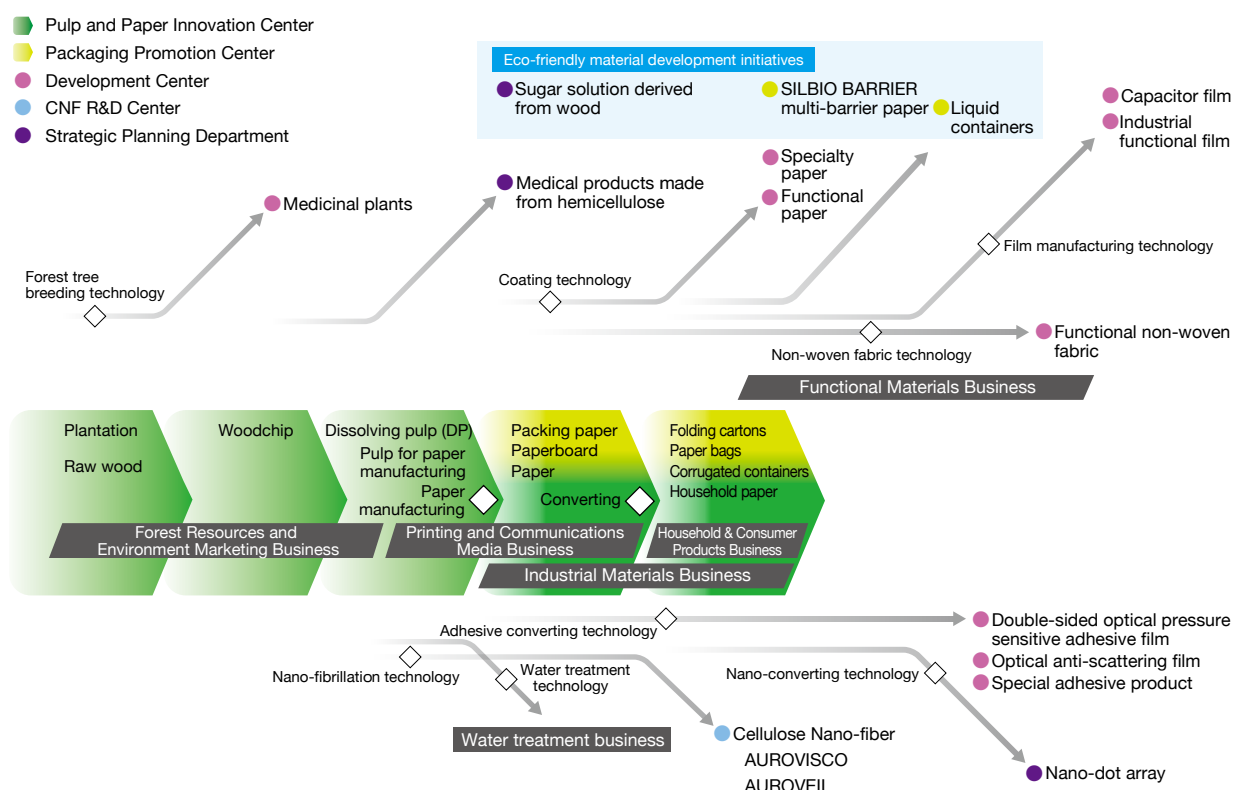 Pulp and Paper Innovation Center
Packaging Promotion Center
Development Center
CNF R&D Center
Strategic Planning Department
Eco-friendly material development initiatives
Sugar solution derived
from wood
SILBIO BARRIER
multi-barrier paper
Liquid
containers
Capacitor film
Industrial
functional film
Specialty
paper
Functional
paper
Medical products made
from hemicellulose
Medicinal plants
Film manufacturing technology
Forest tree
breeding technology
Coating technology
Functional non-woven
fabric
Non-woven fabric technology
Functional Materials Business
Plantation
Raw wood
Woodchip
Dissolving pulp (DP)
Pulp for paper
manufacturing
Paper
manufacturing
Packing paper
Paperboard
Paper
Converting
Folding cartons
Paper bags
Corrugated containers
Household paper
Forest Resources and
Environment Marketing Business
Printing and Communications
Media Business
Household & Consumer
Products Business
Industrial Materials Business
Adhesive converting technology
Double-sided optical pressure
sensitive adhesive film
Optical anti-scattering film
Special adhesive product
Nano-fibrillation technology
Water treatment
technology
Nano-converting technology
Water treatment business
Cellulose Nano-fiber
AUROVISCO
AUROVEIL
Nano-dot array